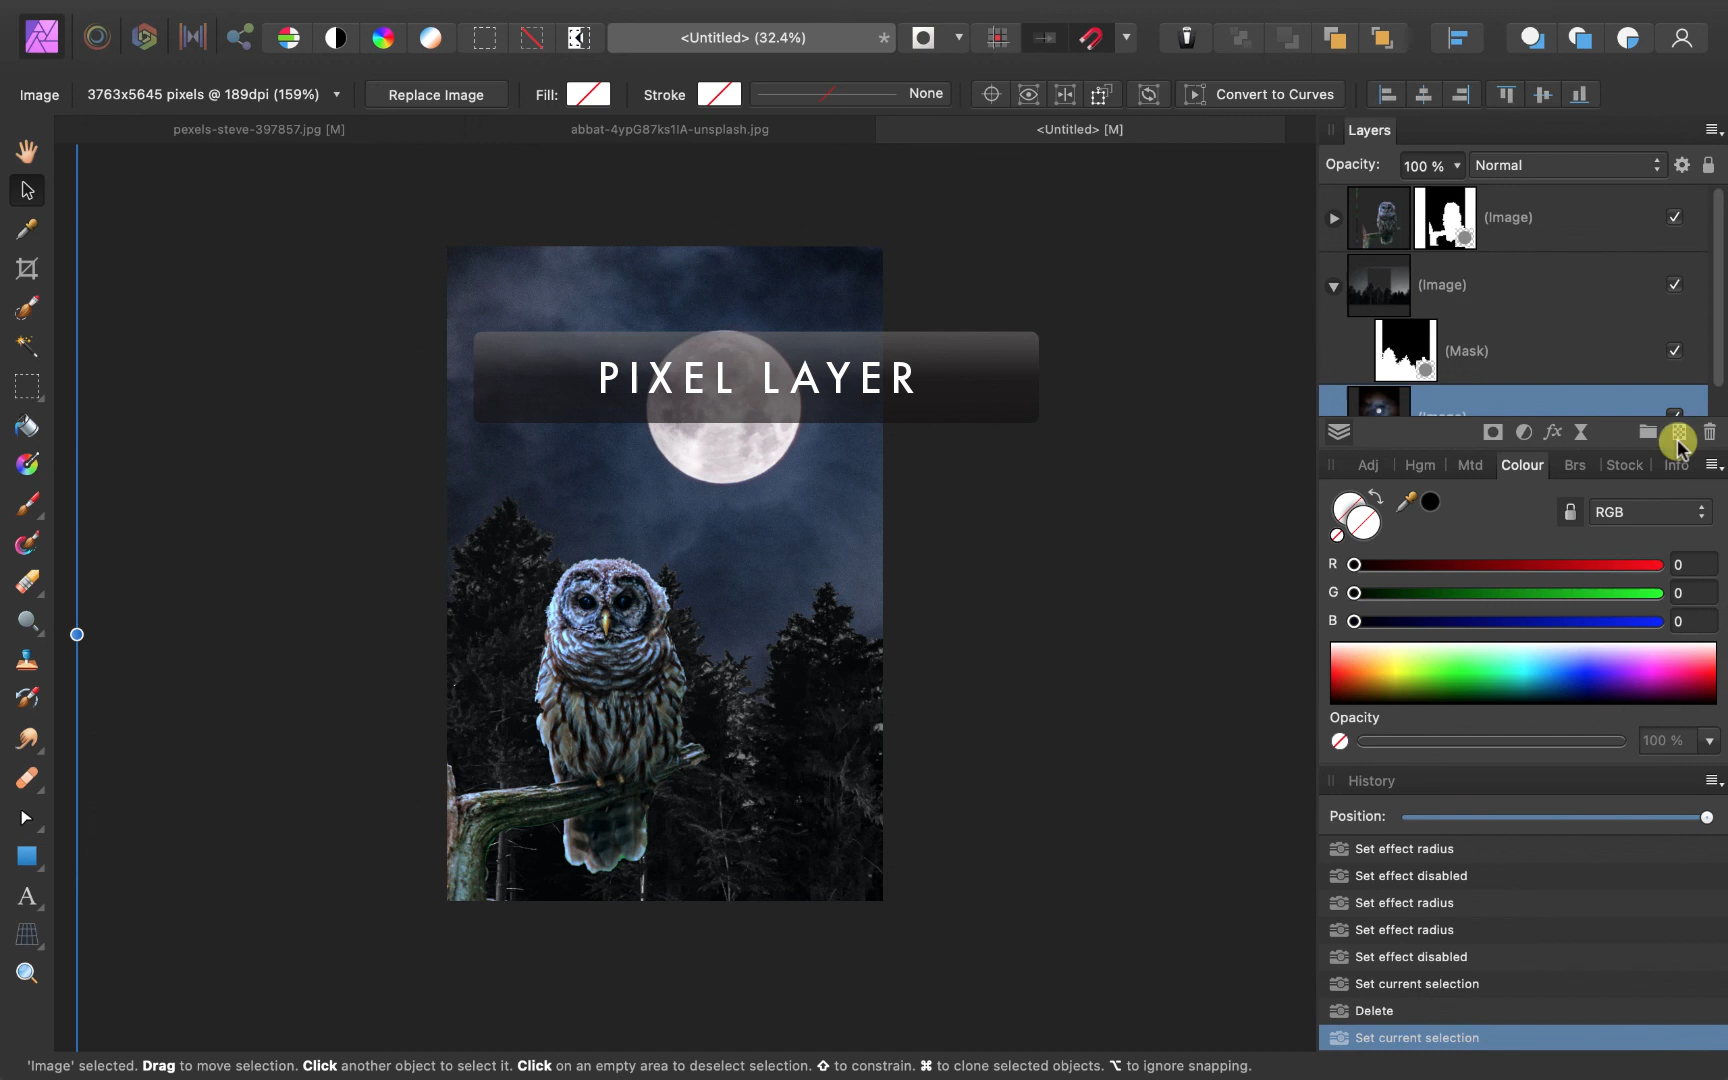 <Untitled> (32.4%)
*
Image
3763x5645 pixels @ 189dpi (159%)
Replace Image
Fill:
Stroke
None
Convert to Curves
pexels-steve-397857.jpg [M]
abbat-4ypG87ks1IA-unsplash.jpg
<Untitled> [M]
Layers
Opacity:
100 %
Normal
(Image)
(Image)
PIXEL LAYER
(Mask)
(Image)
Adj
Hgm
Mtd
Colour
Brs
Stock
Info
RGB
R
0
G
0
B
0
Opacity
100 %
History
Position:
Set effect radius
Set effect disabled
Set effect radius
Set effect radius
Set effect disabled
Set current selection
Delete
Set current selection
'Image' selected. Drag to move selection. Click another object to select it. Click on an empty area to deselect selection. ⇧ to constrain. ⌘ to clone selected objects. ⌥ to ignore snapping.